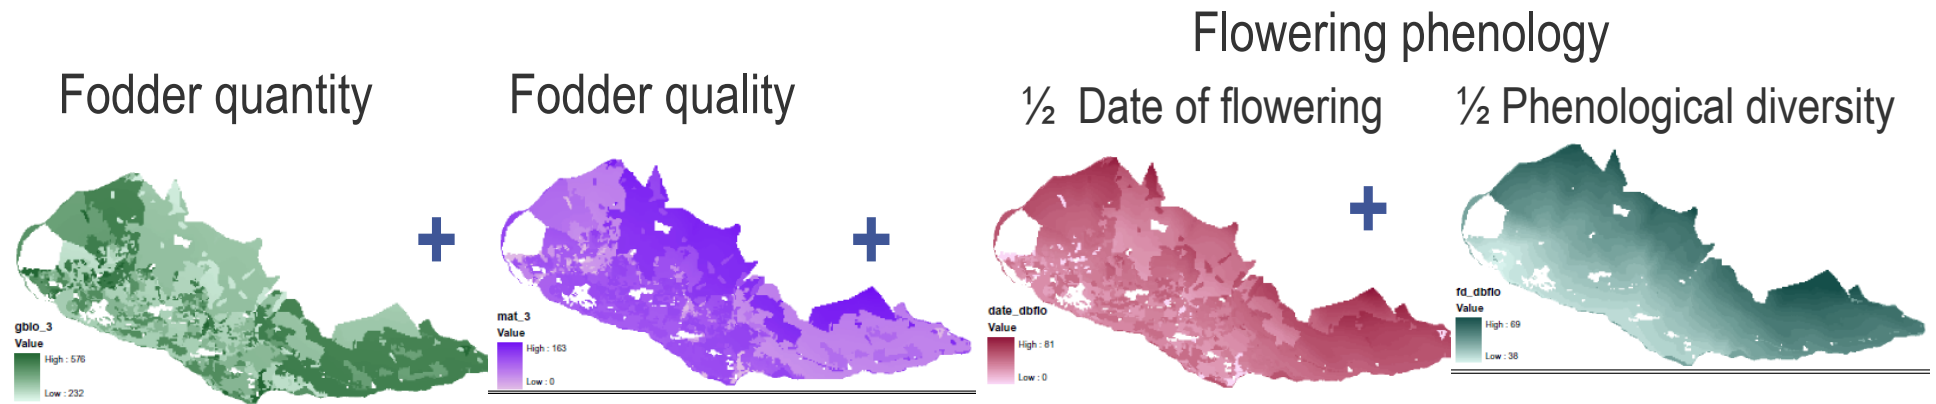 Flowering phenology
Fodder quantity
Fodder quality
½ Date of flowering
½ Phenological diversity
+
+
+
gbio_3
Value
High : 576
Low : 232
mat_3
Value
High : 163
Low : 0
date_dbflo
Value
High : 81
Low : 0
fd_dbflo
Value
High : 69
Low : 38